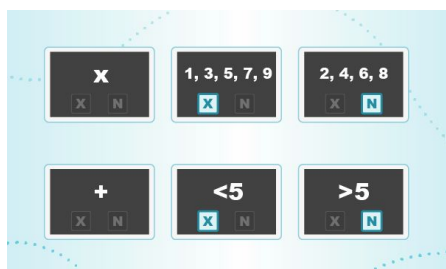 x
1, 3, 5, 7, 9
2, 4, 6, 8
X N
X N
X N
+
<5
>5
X N
X N
X N